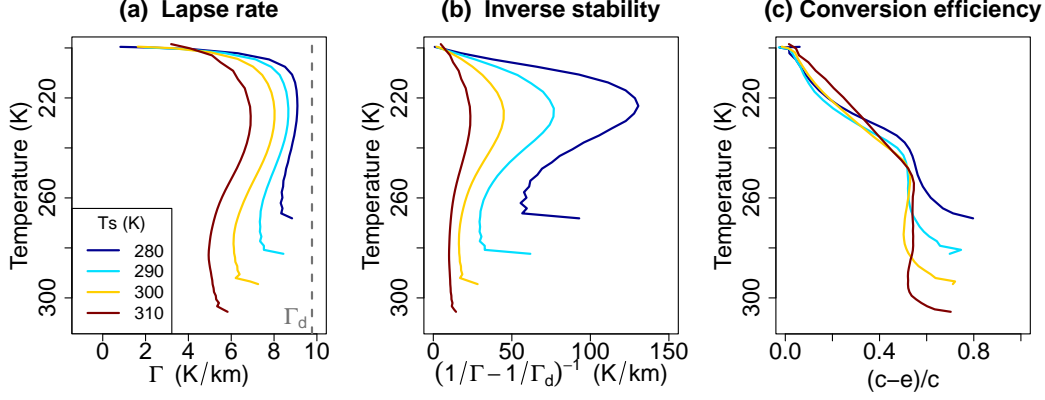 (a) Lapse rate
Temperature (K)
220
260
300
Ts (K)
280
290
300
310
Γd
0 2 4 6 8 10
Γ (K/km)
(b) Inverse stability
Temperature (K)
220
260
300
0 50 100 150
(1/Γ−1/Γd)⁻¹ (K/km)
(c) Conversion efficiency
Temperature (K)
220
260
300
0.0 0.4 0.8
(c−e)/c